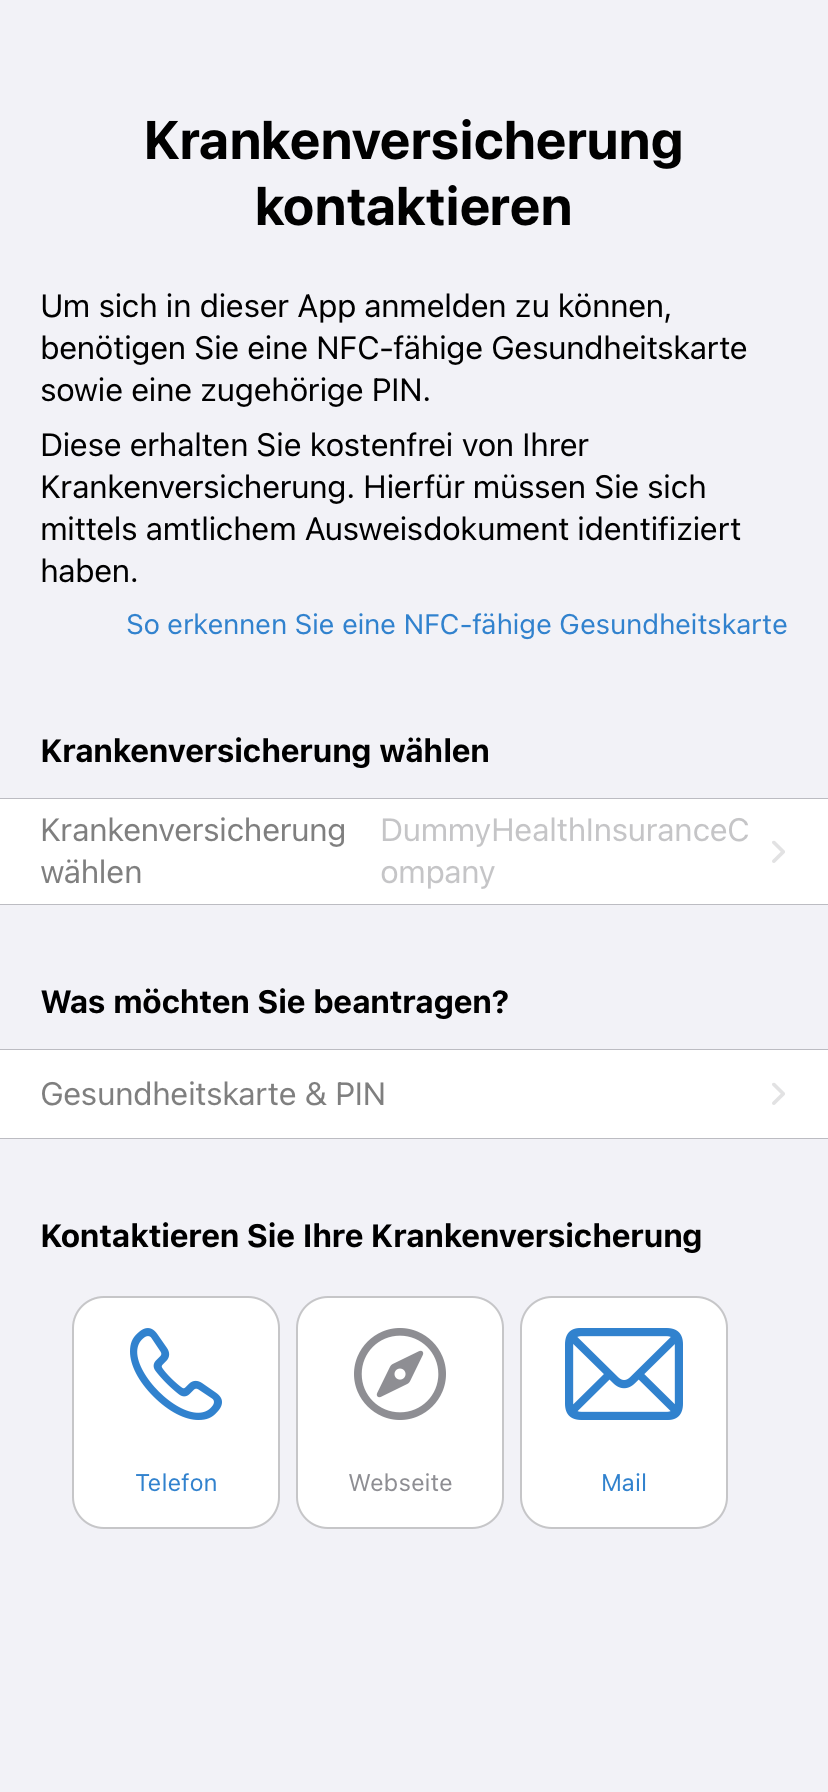 Krankenversicherung
kontaktieren
Um sich in dieser App anmelden zu können,
benötigen Sie eine NFC-fähige Gesundheitskarte
sowie eine zugehörige PIN.
Diese erhalten Sie kostenfrei von Ihrer
Krankenversicherung. Hierfür müssen Sie sich
mittels amtlichem Ausweisdokument identifiziert
haben.
So erkennen Sie eine NFC-fähige Gesundheitskarte
Krankenversicherung wählen
Krankenversicherung
wählen
DummyHealthInsuranceC
ompany
Was möchten Sie beantragen?
Gesundheitskarte & PIN
Kontaktieren Sie Ihre Krankenversicherung
Telefon
Webseite
Mail